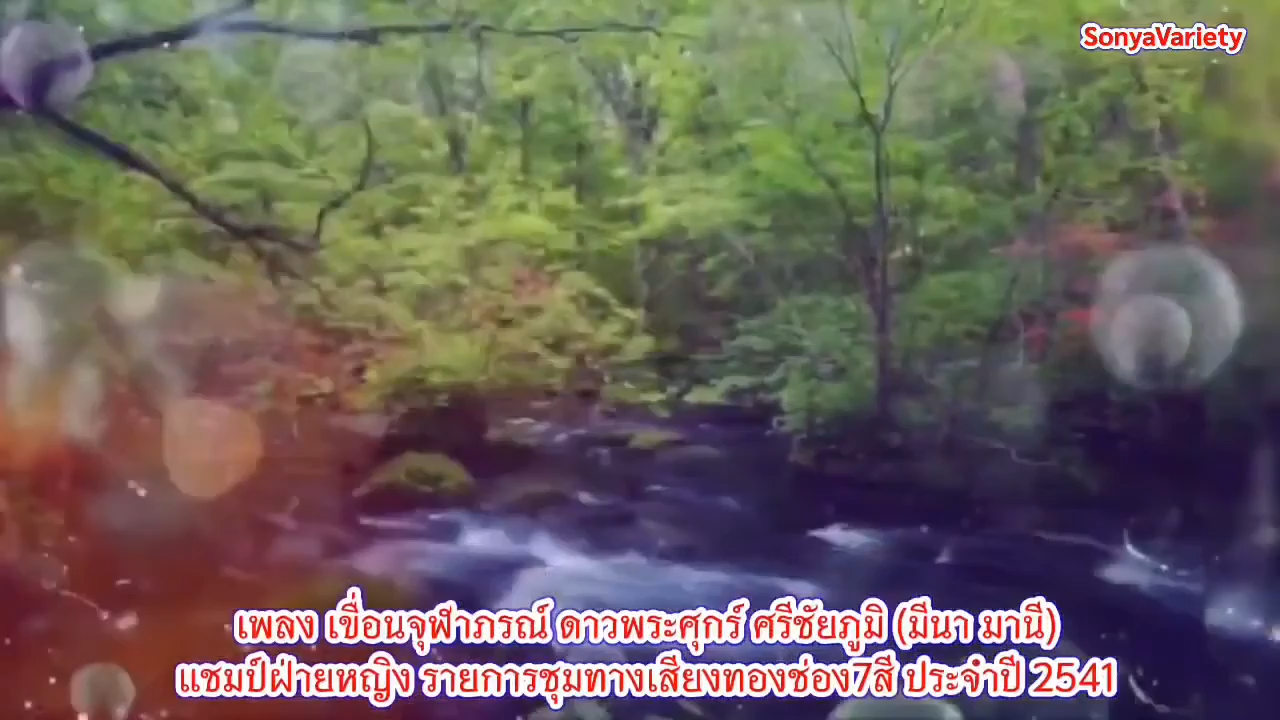 SonyaVariety
เพลง เขื่อนจุฬาภรณ์ ดาวพระศุกร์ ศรีชัยภูมิ (มีนา มานี)
แชมป์ฝ่ายหญิง รายการชุมทางเสียงทองช่อง7สี ประจำปี 2541